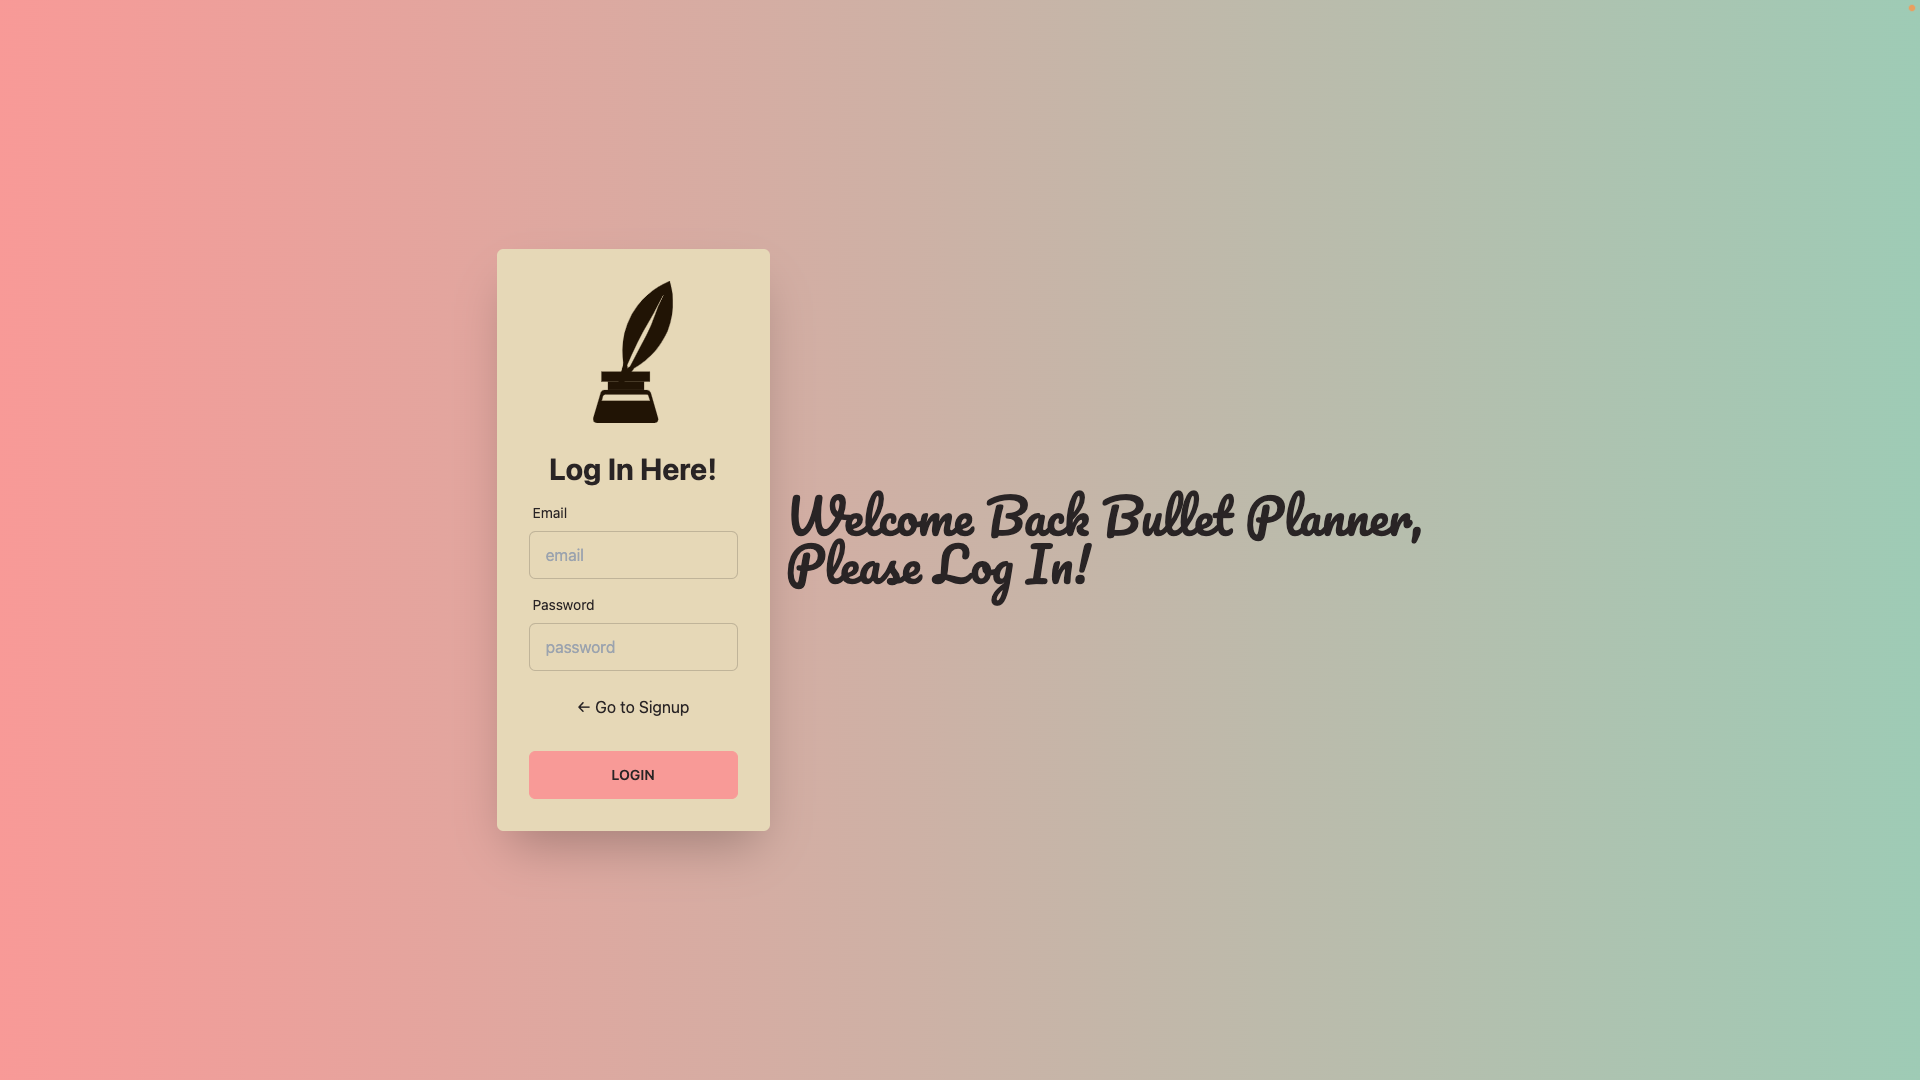 Log In Here!
Email
email
Password
password
← Go to Signup
LOGIN
Welcome Back Bullet Planner,
Please Log In!